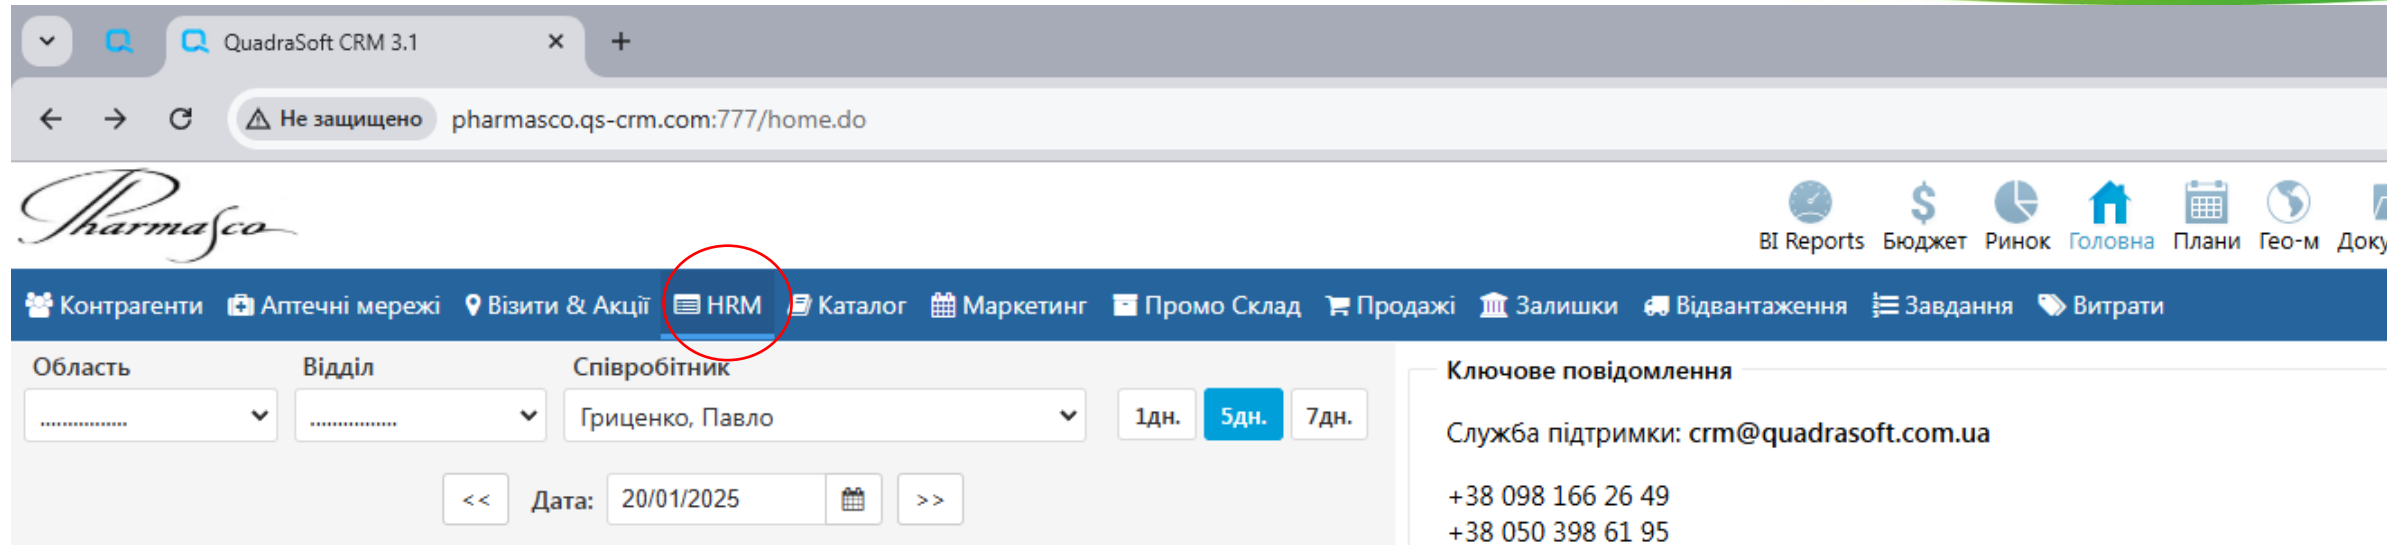 QuadraSoft CRM 3.1
Не защищено pharmasco.qs-crm.com:777/home.do
Pharmasco
BI Reports Бюджет Ринок Головна Плани Гео-м Доку
Контрагенти Аптечні мережі Візити & Акції HRM Каталог Маркетинг Промо Склад Продажі Залишки Відвантаження Завдання Витрати
Область Відділ Співробітник
................ ................ Гриценко, Павло 1дн. 5дн. 7дн.
<< Дата: 20/01/2025 >>
Ключове повідомлення
Служба підтримки: crm@quadrasoft.com.ua
+38 098 166 26 49
+38 050 398 61 95